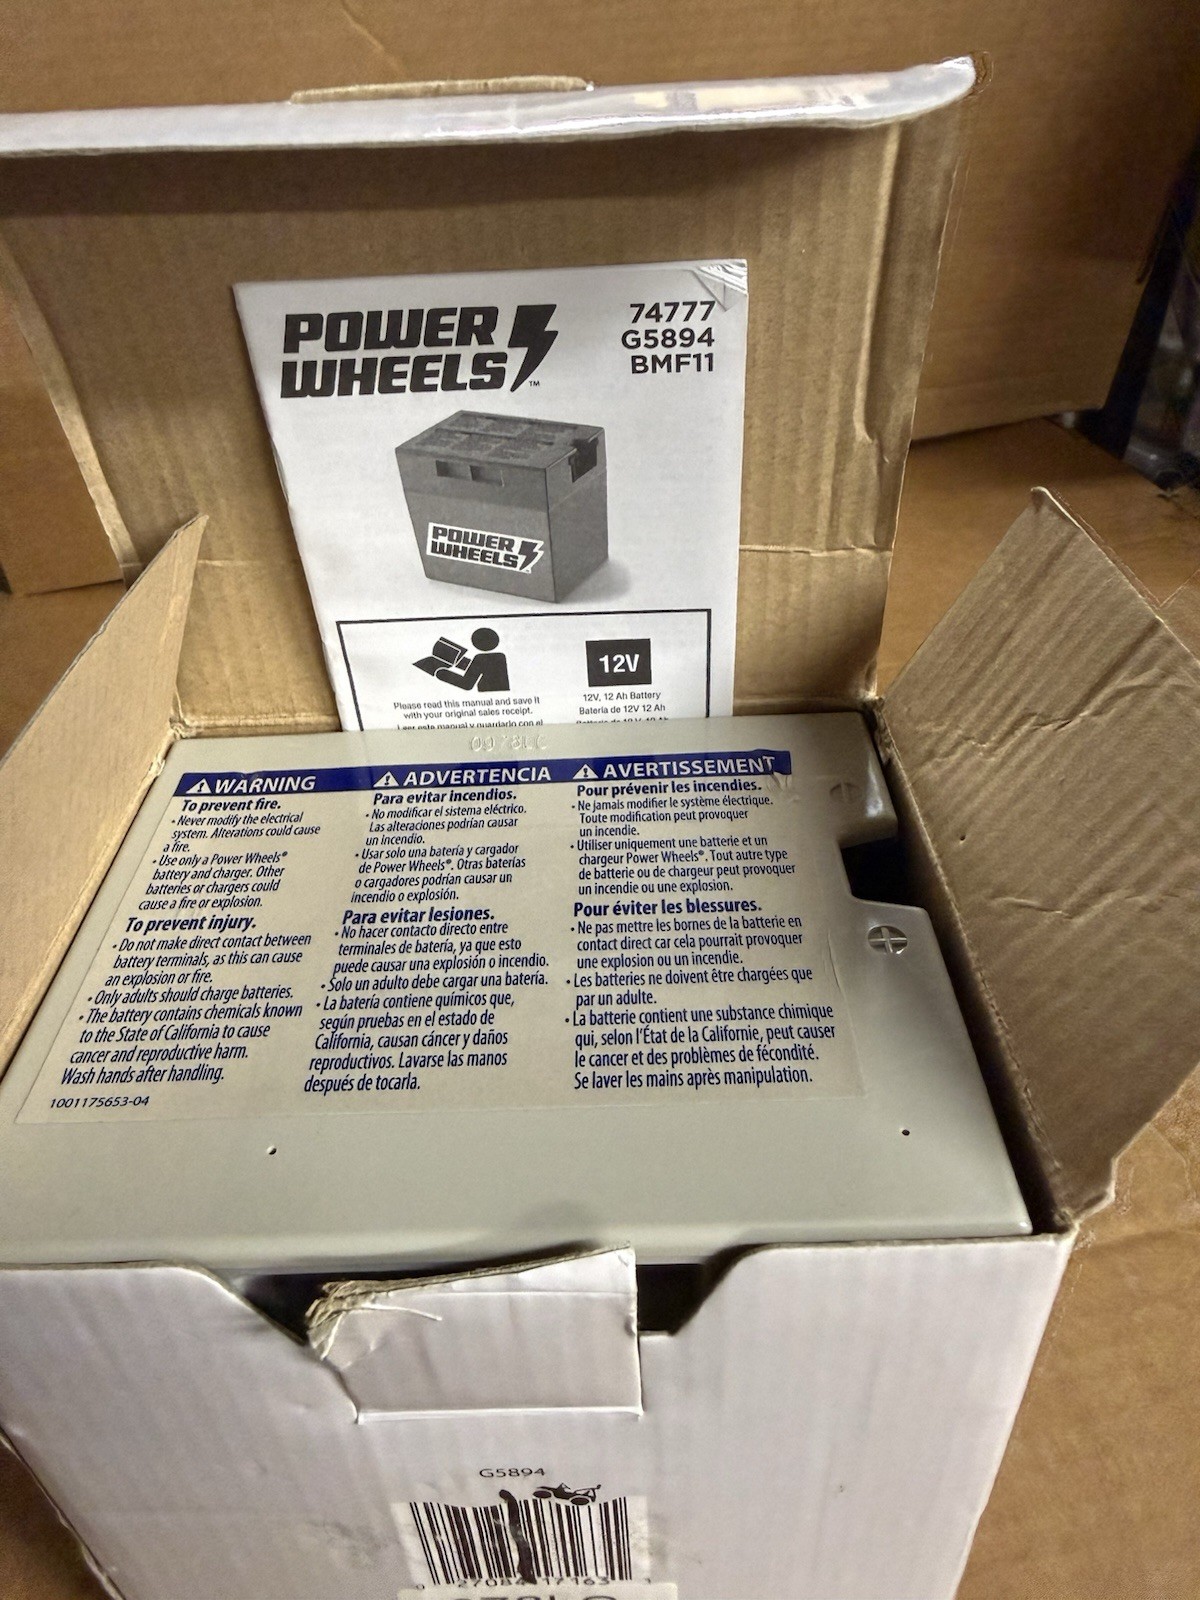 POWER
WHEELS™
74777
G5894
BMF11
POWER
WHEELS
12V
Please read this manual and save it
with your original sales receipt.
Leer este manual y guardarlo con el
12V, 12 Ah Battery
Batería de 12V 12 Ah
WARNING
To prevent fire.
• Never modify the electrical
system. Alterations could cause
a fire.
• Use only a Power Wheels®
battery and charger. Other
batteries or chargers could
cause a fire or explosion.
To prevent injury.
• Do not make direct contact between
battery terminals, as this can cause
an explosion or fire.
• Only adults should charge batteries.
• The battery contains chemicals known
to the State of California to cause
cancer and reproductive harm.
Wash hands after handling.
1001175653-04
ADVERTENCIA
Para evitar incendios.
• No modificar el sistema eléctrico.
Las alteraciones podrían causar
un incendio.
• Usar solo una batería y cargador
de Power Wheels®. Otras baterías
o cargadores podrían causar un
incendio o explosión.
Para evitar lesiones.
• No hacer contacto directo entre
terminales de batería, ya que esto
puede causar una explosión o incendio.
• Solo un adulto debe cargar una batería.
• La batería contiene químicos que,
según pruebas en el estado de
California, causan cáncer y daños
reproductivos. Lavarse las manos
después de tocarla.
AVERTISSEMENT
Pour prévenir les incendies.
• Ne jamais modifier le système électrique.
Toute modification peut provoquer
un incendie.
• Utiliser uniquement une batterie et un
chargeur Power Wheels®. Tout autre type
de batterie ou de chargeur peut provoquer
un incendie ou une explosion.
Pour éviter les blessures.
• Ne pas mettre les bornes de la batterie en
contact direct car cela pourrait provoquer
une explosion ou un incendie.
• Les batteries ne doivent être chargées que
par un adulte.
• La batterie contient une substance chimique
qui, selon l'État de la Californie, peut causer
le cancer et des problèmes de fécondité.
Se laver les mains après manipulation.
G5894